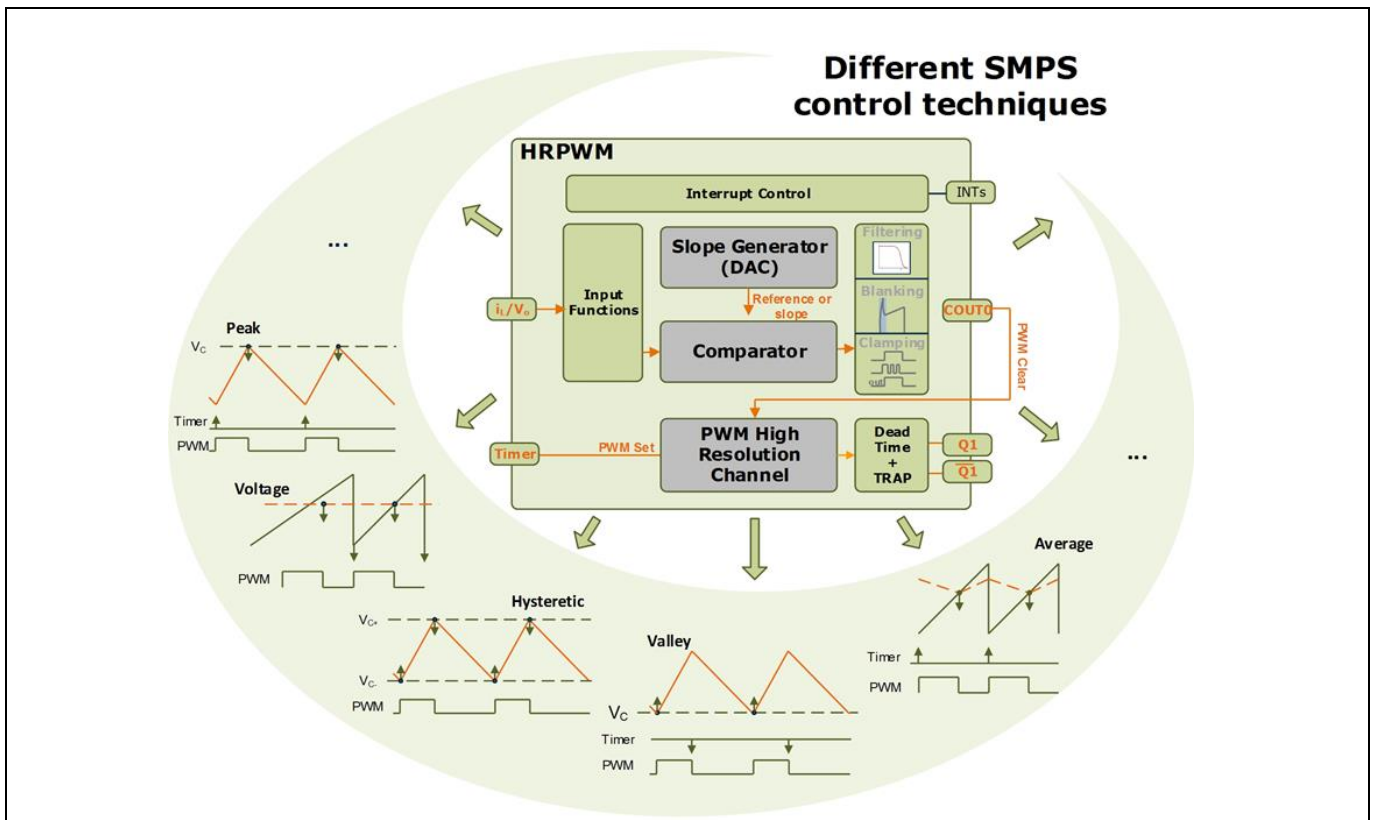 Different SMPS
control techniques
HRPWM
Interrupt Control
INTs
Slope Generator
(DAC)
Filtering
Input
Functions
iL/Vo
Reference or
slope
Blanking
COUT0
Comparator
Clamping
PWM Clear
Timer
PWM Set
PWM High
Resolution
Channel
Dead
Time
+
TRAP
Q1
Q1
...
...
Peak
VC
Timer
PWM
Voltage
PWM
Hysteretic
VC+
VC-
PWM
Valley
VC
Timer
PWM
Average
Timer
PWM